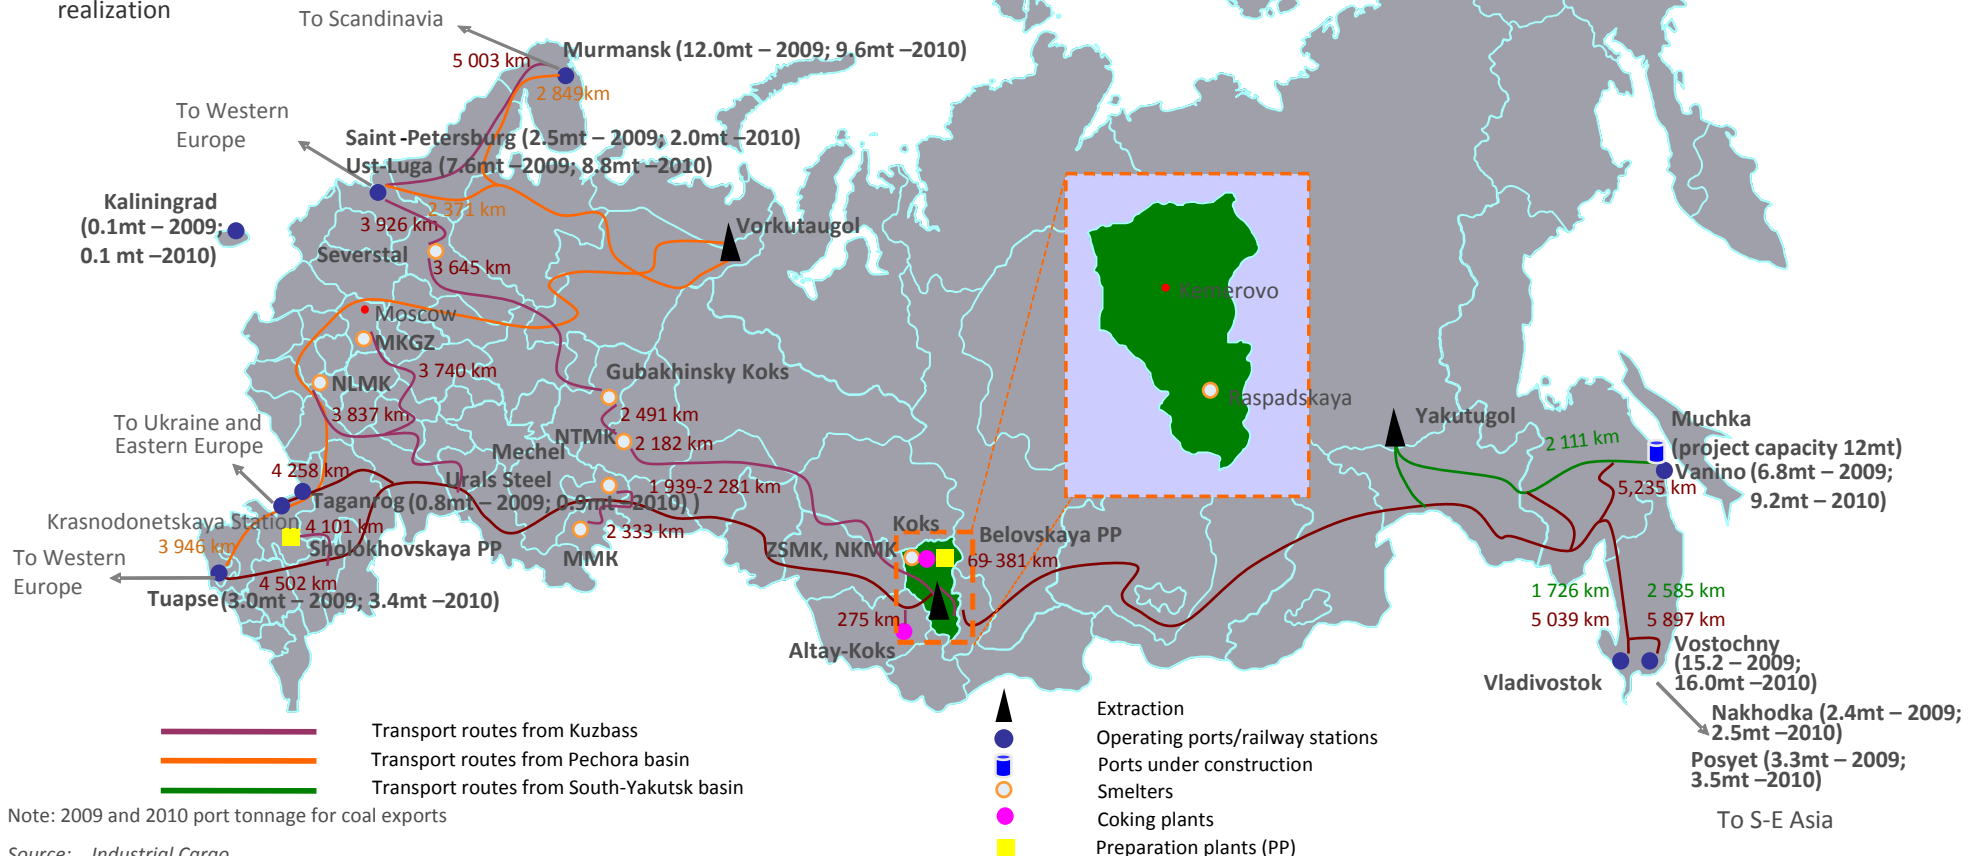 realization
To Scandinavia
Murmansk (12.0mt – 2009; 9.6mt –2010)
5 003 km
2 849km
To Western
Europe
Saint -Petersburg (2.5mt – 2009; 2.0mt –2010)
Ust-Luga (7.6mt –2009; 8.8mt –2010)
Kaliningrad
(0.1mt – 2009;
0.1 mt –2010)
2 371 km
3 926 km
Vorkutaugol
Severstal
3 645 km
Moscow
MKGZ
3 740 km
NLMK
3 837 km
Gubakhinsky Koks
2 491 km
NTMK
2 182 km
Mechel
Urals Steel
1 939-2 281 km
To Ukraine and
Eastern Europe
4 258 km
Taganrog (0.8mt – 2009; 0.9mt –2010) )
Krasnodonetskaya Station
4 101 km
3 946 km
Sholokhovskaya PP
2 333 km
MMK
To Western
Europe
4 502 km
Tuapse (3.0mt – 2009; 3.4mt –2010)
Koks
ZSMK, NKMK
Belovskaya PP
69-381 km
275 km
Altay-Koks
Kemerovo
Raspadskaya
Yakutugol
2 111 km
Muchka
(project capacity 12mt)
Vanino (6.8mt – 2009;
9.2mt – 2010)
5,235 km
1 726 km
2 585 km
5 039 km
5 897 km
Vostochny
(15.2 – 2009;
16.0mt –2010)
Vladivostok
Nakhodka (2.4mt – 2009;
2.5mt –2010)
Posyet (3.3mt – 2009;
3.5mt –2010)
To S-E Asia
Transport routes from Kuzbass
Transport routes from Pechora basin
Transport routes from South-Yakutsk basin
Extraction
Operating ports/railway stations
Ports under construction
Smelters
Coking plants
Preparation plants (PP)
Note: 2009 and 2010 port tonnage for coal exports
Source: Industrial Cargo